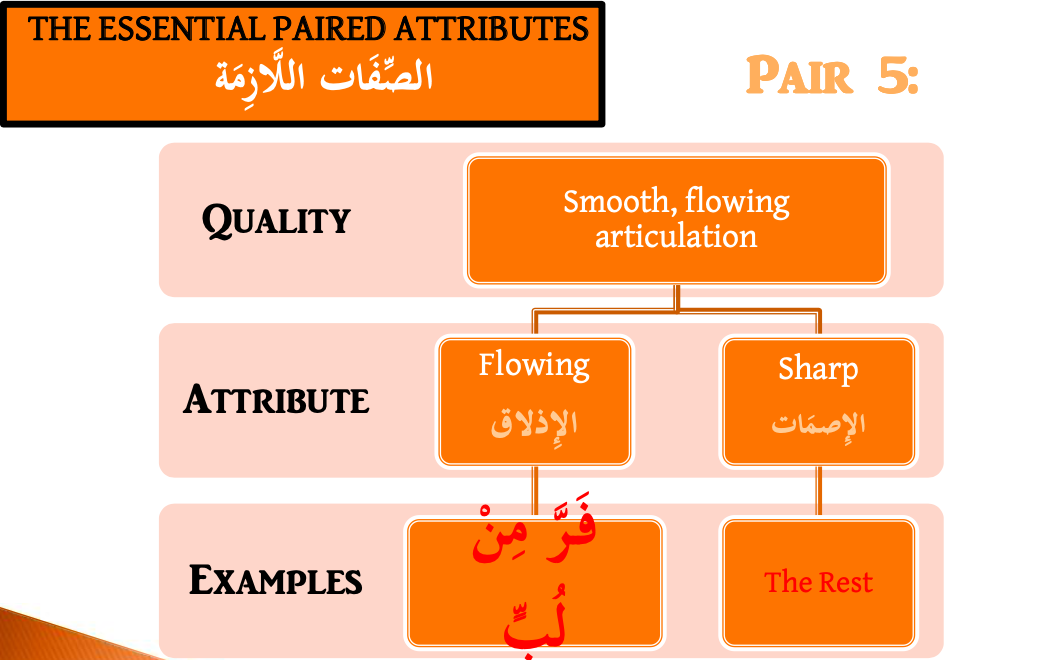 THE ESSENTIAL PAIRED ATTRIBUTES
الصِّفَات اللَّازِمَة
PAIR 5:
QUALITY
Smooth, flowing
articulation
ATTRIBUTE
Flowing
الإِذلاق
Sharp
الإِصمَات
EXAMPLES
فَرَّ مِنْ
لُبٍّ
The Rest